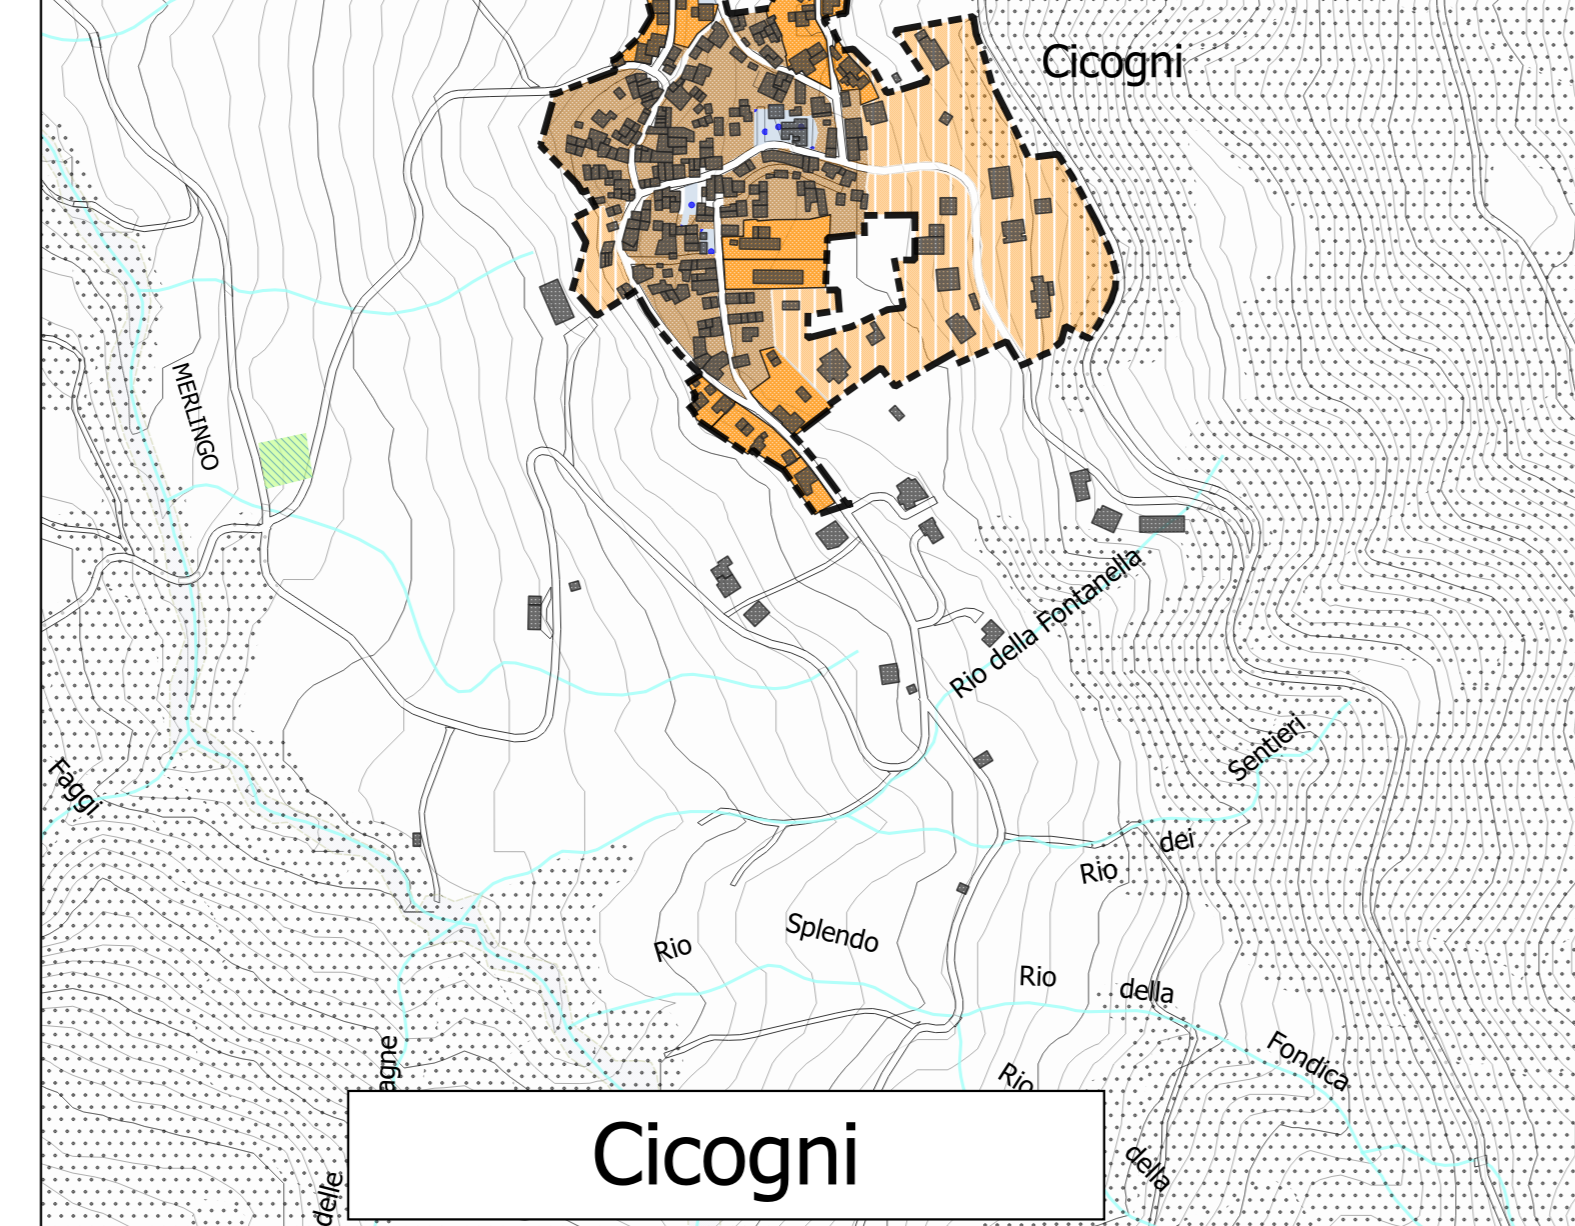 Cicogni
MERLINGO
Rio della Fontanella
Sentieri
Faggi
dei
Rio
Splendo
Rio
Rio
della
Fondica
agne
Rio
della
delle
Cicogni